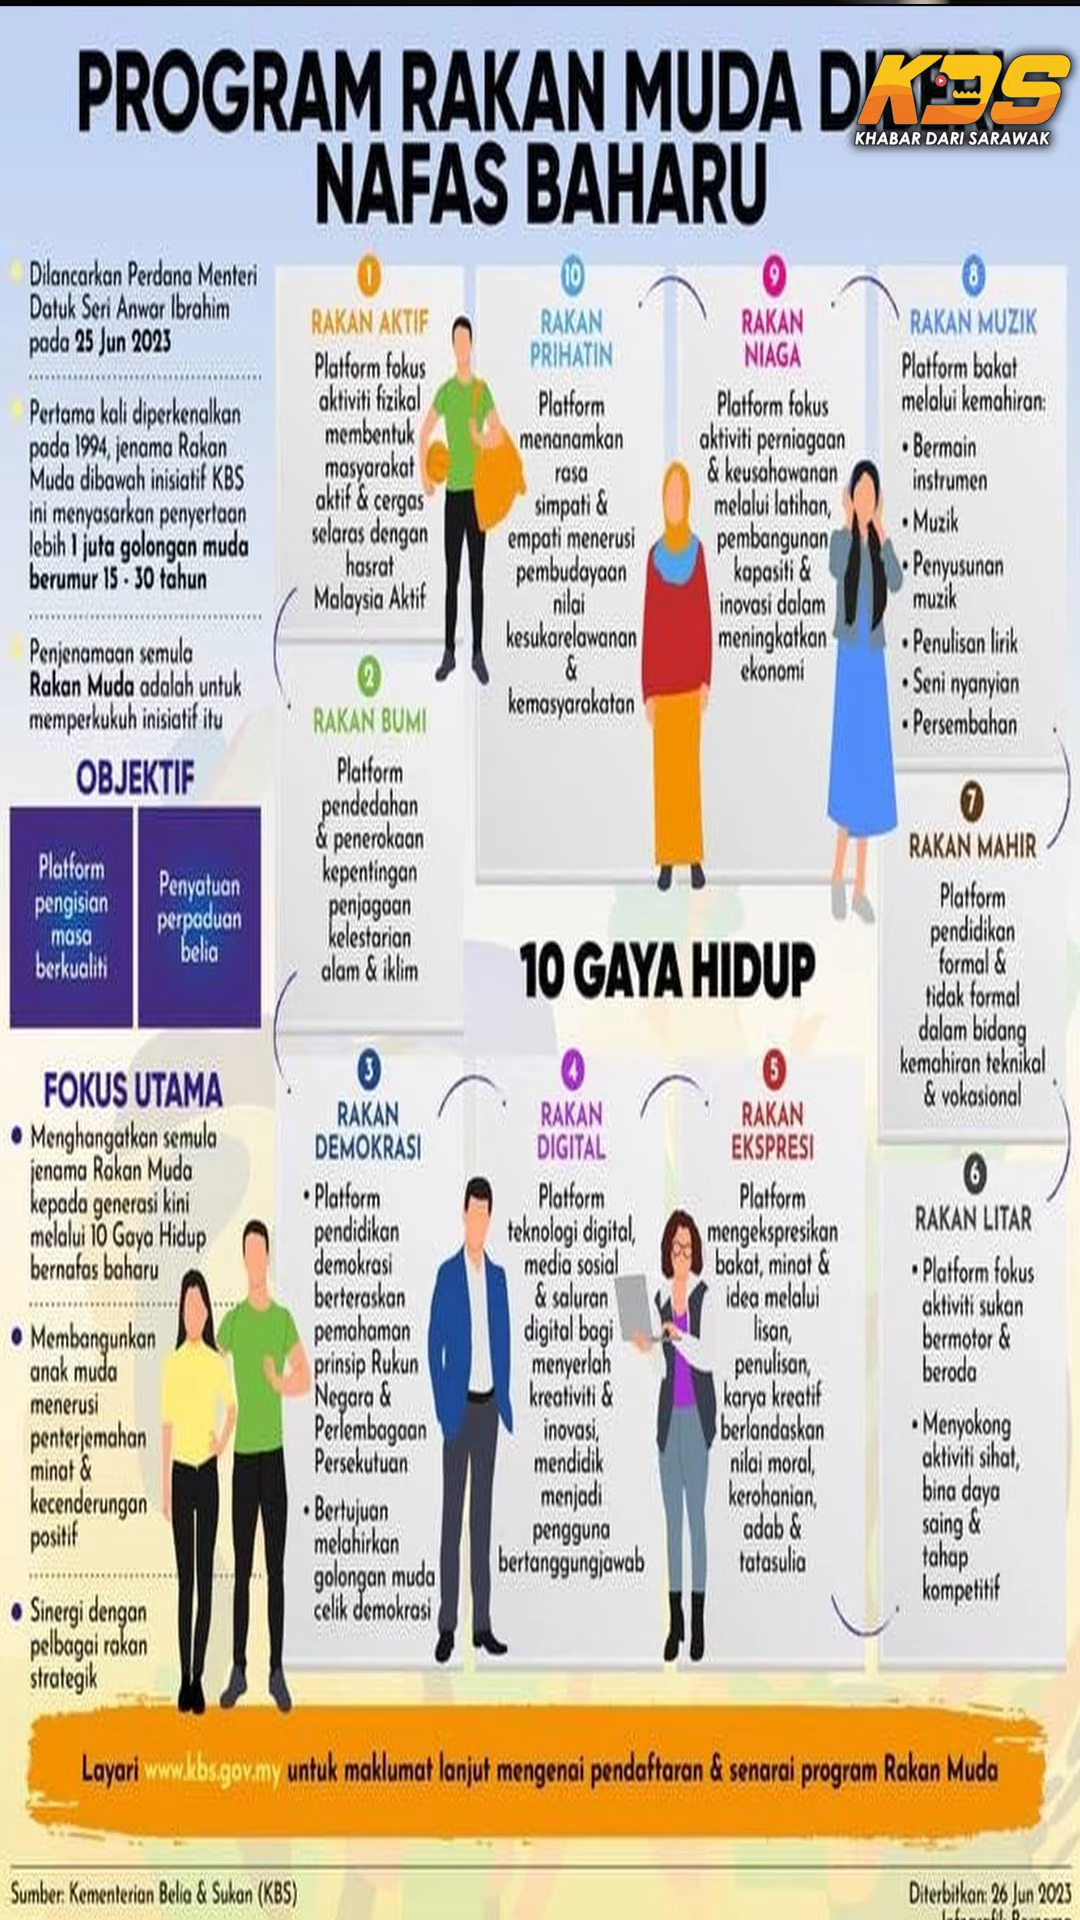 PROGRAM RAKAN MUDA
KBS
KHABAR DARI SARAWAK
NAFAS BAHARU
Dilancarkan Perdana Menteri
Datuk Seri Anwar Ibrahim
pada 25 Jun 2023
Pertama kali diperkenalkan
pada 1994, jenama Rakan
Muda dibawah inisiatif KBS
ini menyasarkan penyertaan
lebih 1 juta golongan muda
berumur 15 - 30 tahun
Penjenamaan semula
Rakan Muda adalah untuk
memperkukuh inisiatif itu
OBJEKTIF
Platform
pengisian
masa
berkualiti
Penyatuan
perpaduan
belia
FOKUS UTAMA
• Menghangatkan semula
jenama Rakan Muda
kepada generasi kini
melalui 10 Gaya Hidup
bernafas baharu
• Membangunkan
anak muda
menerusi
penterjemahan
minat &
kecenderungan
positif
• Sinergi dengan
pelbagai rakan
strategik
10 GAYA HIDUP
1
RAKAN AKTIF
Platform fokus
aktiviti fizikal
membentuk
masyarakat
aktif & cergas
selaras dengan
hasrat
Malaysia Aktif
2
RAKAN BUMI
Platform
pendedahan
& penerokaan
kepentingan
penjagaan
kelestarian
alam & iklim
3
RAKAN
DEMOKRASI
• Platform
pendidikan
demokrasi
berteraskan
pemahaman
prinsip Rukun
Negara &
Perlembagaan
Persekutuan
• Bertujuan
melahirkan
golongan muda
celik demokrasi
4
RAKAN
DIGITAL
Platform
teknologi digital,
media sosial
& saluran
digital bagi
menyerlah
kreativiti &
inovasi,
mendidik
menjadi
pengguna
bertanggungjawab
5
RAKAN
EKSPRESI
Platform
mengekspresikan
bakat, minat &
idea melalui
lisan,
penulisan,
karya kreatif
berlandaskan
nilai moral,
kerohanian,
adab &
tatasulia
6
RAKAN LITAR
• Platform fokus
aktiviti sukan
bermotor &
beroda
• Menyokong
aktiviti sihat,
bina daya
saing &
tahap
kompetitif
7
RAKAN MAHIR
Platform
pendidikan
formal &
tidak formal
dalam bidang
kemahiran teknikal
& vokasional
8
RAKAN MUZIK
Platform bakat
melalui kemahiran:
• Bermain
instrumen
• Muzik
• Penyusunan
muzik
• Penulisan lirik
• Seni nyanyian
• Persembahan
9
RAKAN
NIAGA
Platform fokus
aktiviti perniagaan
& keusahawanan
melalui latihan,
pembangunan
kapasiti &
inovasi dalam
meningkatkan
ekonomi
10
RAKAN
PRIHATIN
Platform
menanamkan
rasa
simpati &
empati menerusi
pembudayaan
nilai
kesukarelawanan
&
kemasyarakatan
Layari www.kbs.gov.my untuk maklumat lanjut mengenai pendaftaran & senarai program Rakan Muda
Sumber: Kementerian Belia & Sukan (KBS)
Diterbitkan: 26 Jun 2023